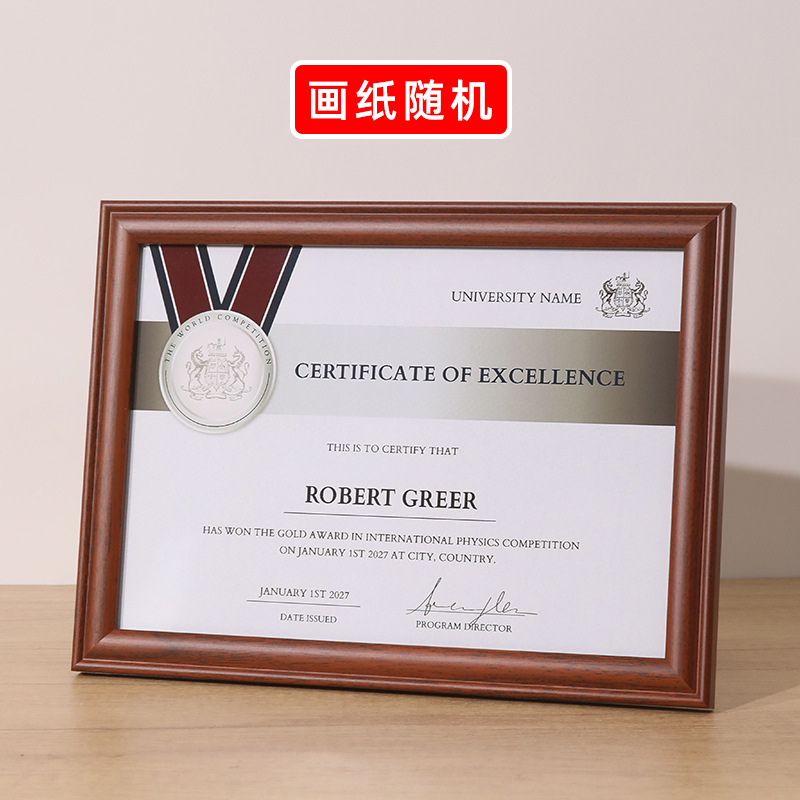 画纸随机
UNIVERSITY NAME
THE WORLD COMPETITION
CERTIFICATE OF EXCELLENCE
THIS IS TO CERTIFY THAT
ROBERT GREER
HAS WON THE GOLD AWARD IN INTERNATIONAL PHYSICS COMPETITION
ON JANUARY 1ST 2027 AT CITY, COUNTRY.
JANUARY 1ST 2027
DATE ISSUED
PROGRAM DIRECTOR